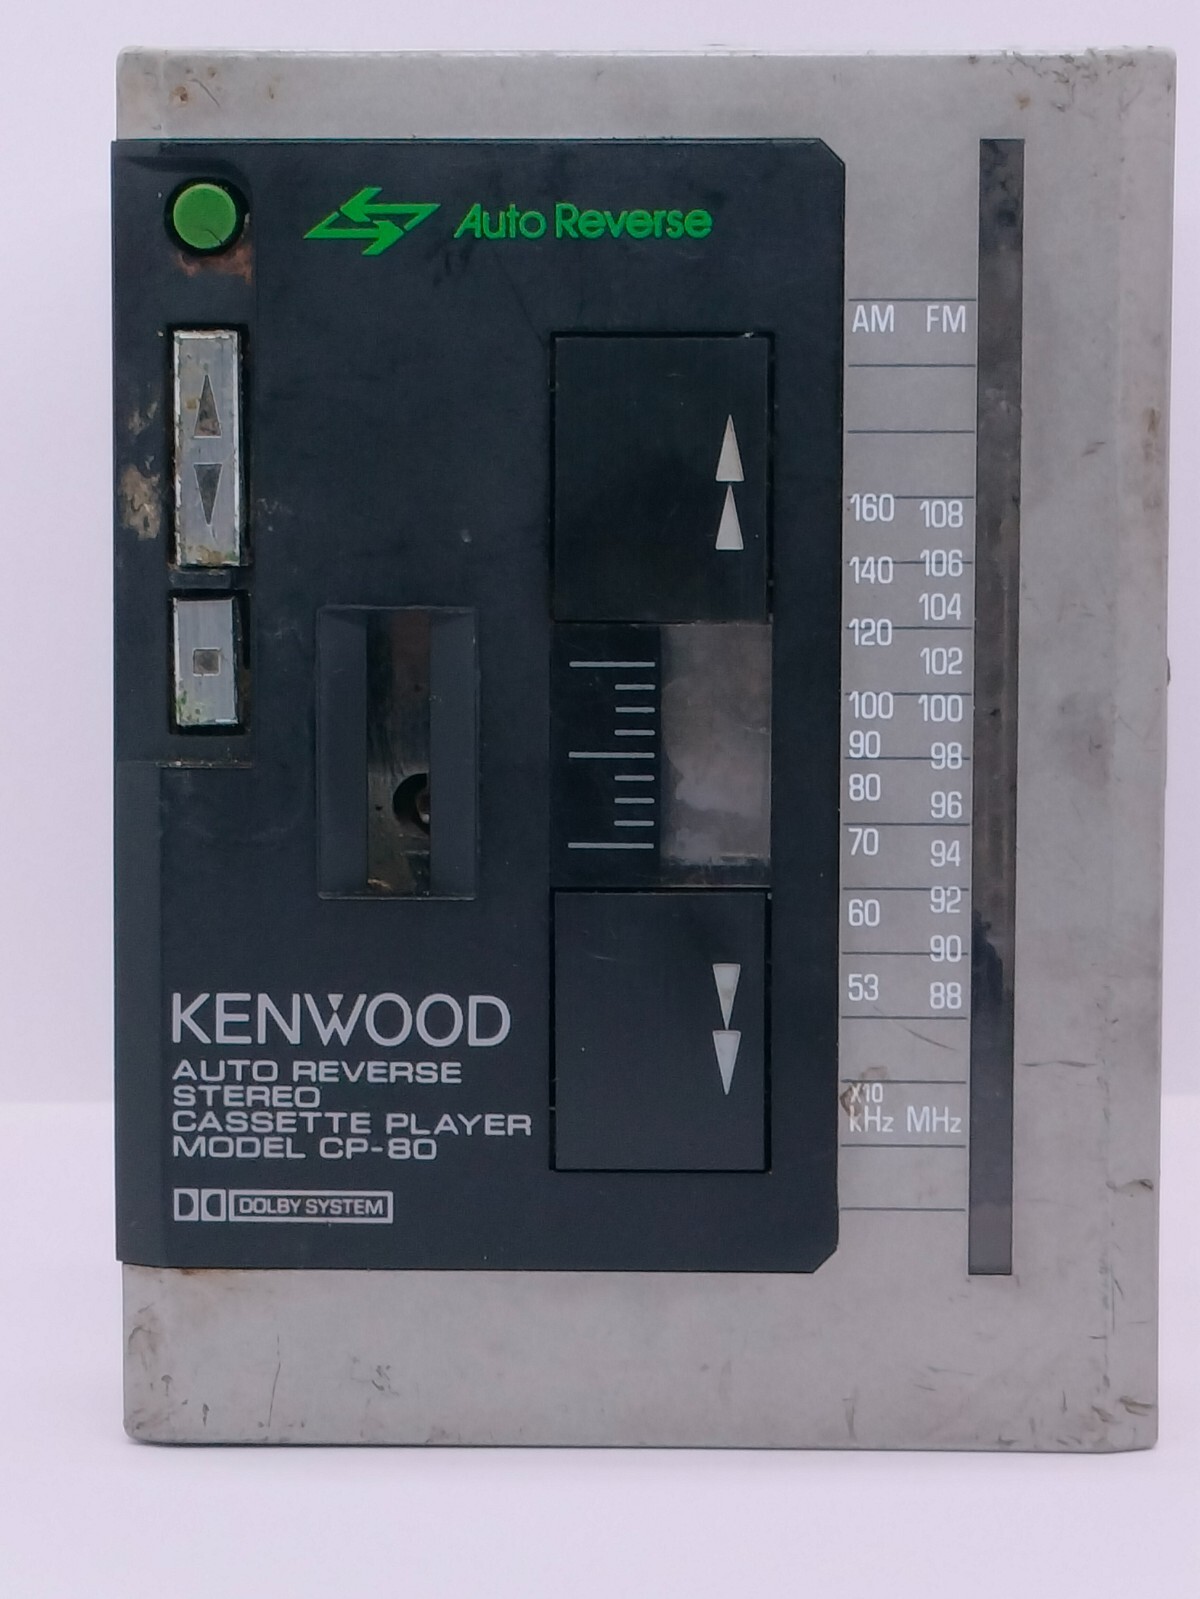 Auto Reverse
AM FM
160 108
140 106
104
120
102
100 100
90 98
80
96
70 94
60 92
90
53 88
X10
kHz MHz
KENWOOD
AUTO REVERSE
STEREO
CASSETTE PLAYER
MODEL CP-80
DOLBY SYSTEM